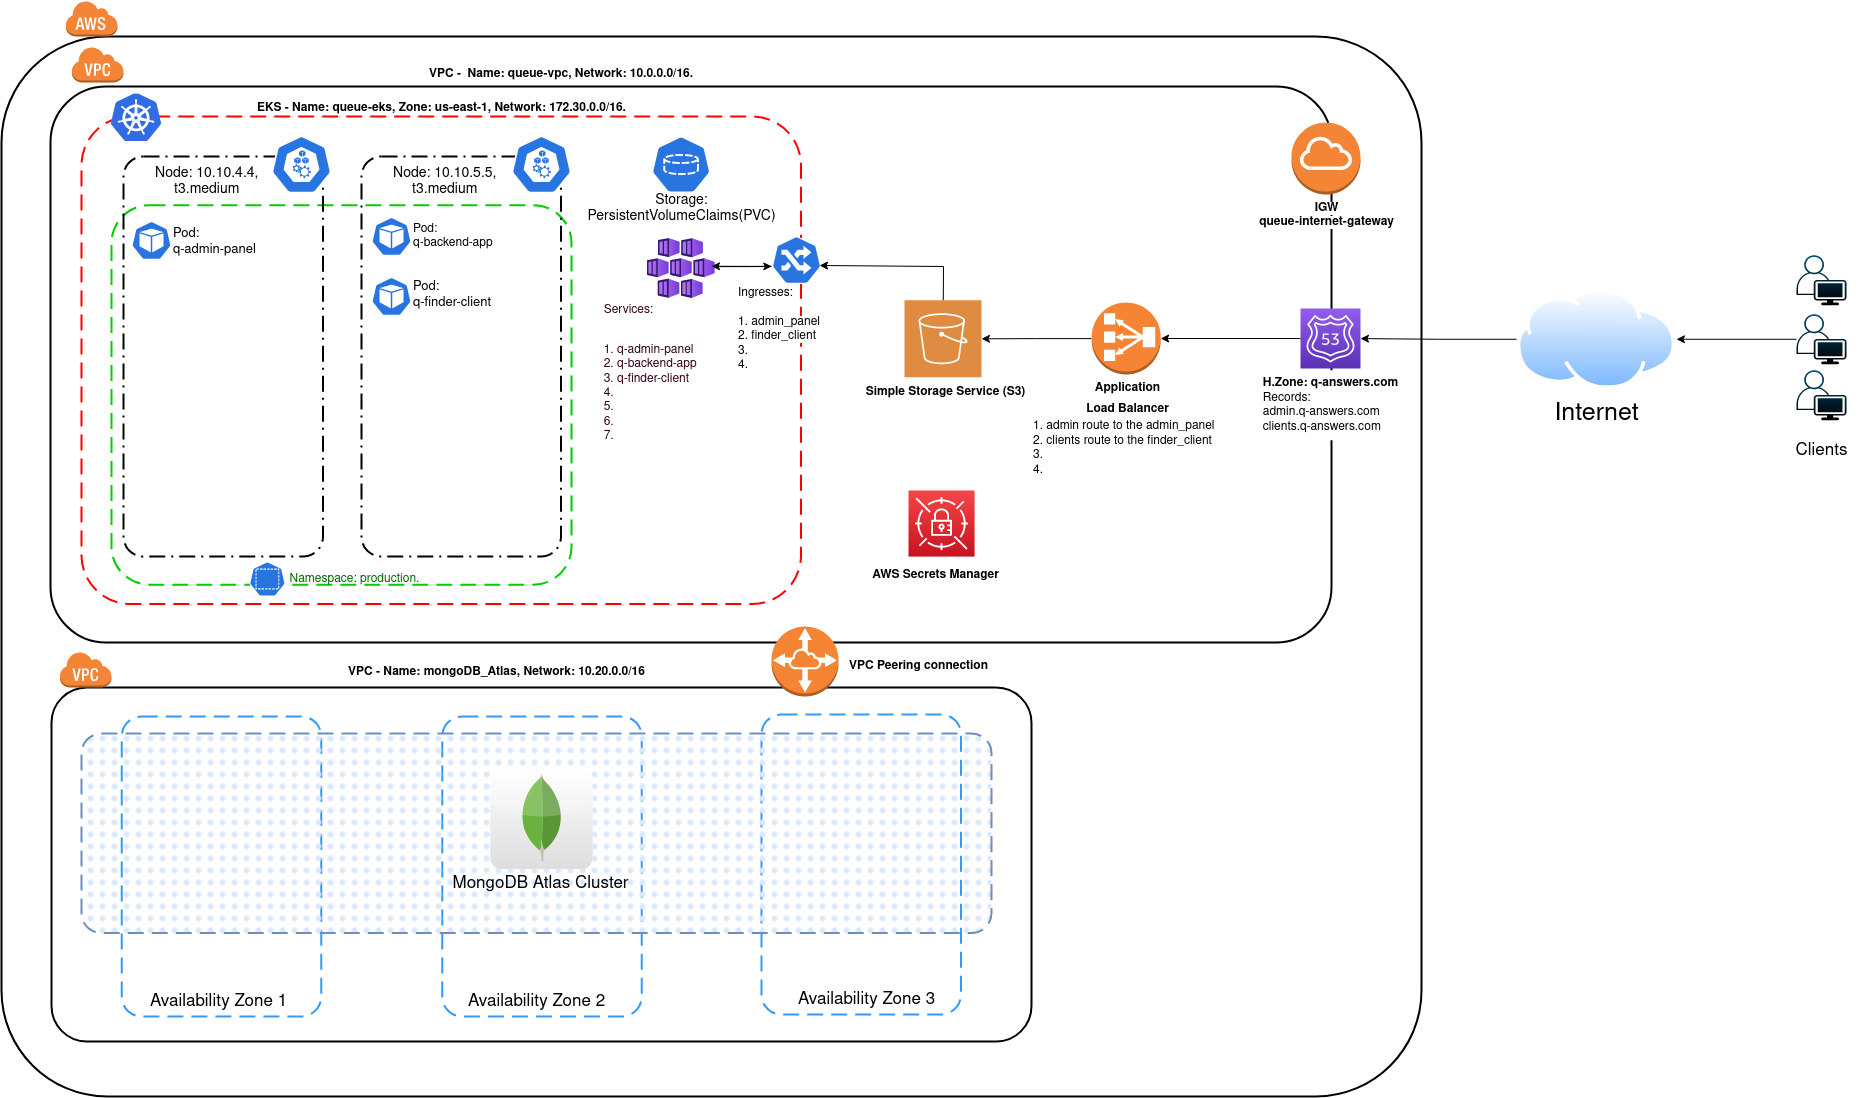 AWS
VPC
VPC -  Name: queue-vpc, Network: 10.0.0.0/16.
EKS - Name: queue-eks, Zone: us-east-1, Network: 172.30.0.0/16.
Node: 10.10.4.4,
t3.medium
Node: 10.10.5.5,
t3.medium
Storage:
PersistentVolumeClaims(PVC)
Pod:
q-admin-panel
Pod:
q-backend-app
Pod:
q-finder-client
Services:
1. q-admin-panel
2. q-backend-app
3. q-finder-client
4.
5.
6.
7.
Ingresses:
1. admin_panel
2. finder_client
3.
4.
Namespace: production.
Simple Storage Service (S3)
AWS Secrets Manager
Application
Load Balancer
1. admin route to the admin_panel
2. clients route to the finder_client
3.
4.
IGW
queue-internet-gateway
53
H.Zone: q-answers.com
Records:
admin.q-answers.com
clients.q-answers.com
Internet
Clients
VPC
VPC - Name: mongoDB_Atlas, Network: 10.20.0.0/16
VPC Peering connection
MongoDB Atlas Cluster
Availability Zone 1
Availability Zone 2
Availability Zone 3